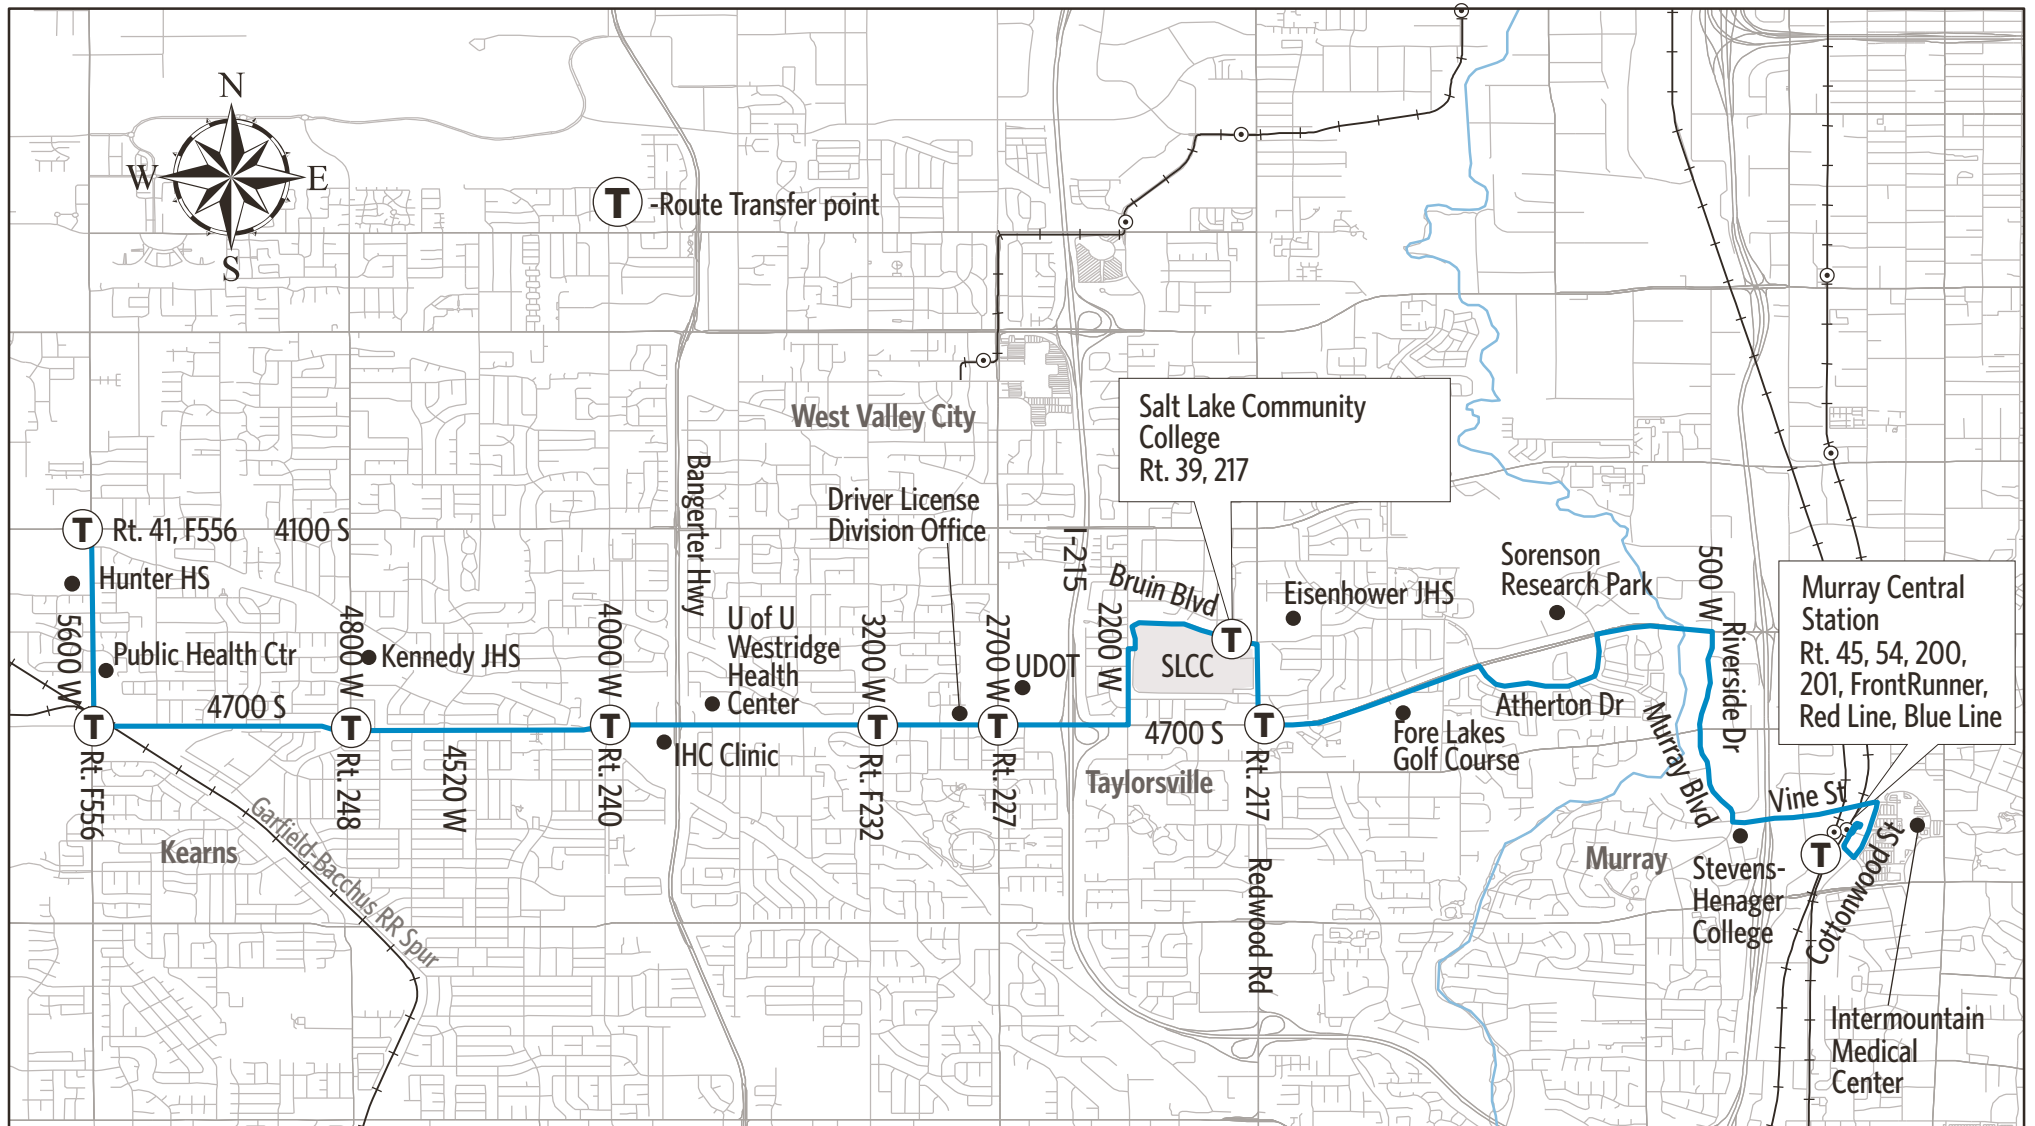 N
W
E
S
T
-Route Transfer point
West Valley City
Salt Lake Community
College
Rt. 39, 217
Bangerter Hwy
Driver License
Division Office
T
Rt. 41, F556
4100 S
Hunter HS
I-215
Bruin Blvd
Eisenhower JHS
Sorenson
Research Park
500 W
Murray Central
Station
Rt. 45, 54, 200,
201, FrontRunner,
Red Line, Blue Line
5600 W
Public Health Ctr
4800 W
Kennedy JHS
4000 W
U of U
Westridge
Health
Center
3200 W
2700 W
UDOT
2200 W
SLCC
T
Riverside Dr
4700 S
T
T
T
T
T
4700 S
T
Atherton Dr
Fore Lakes
Golf Course
Murray Blvd
IHC Clinic
Rt. F556
Rt. 248
4520 W
Rt. 240
Rt. F232
Rt. 227
Taylorsville
Rt. 217
Vine St
Kearns
Garfield-Bacchus RR Spur
Redwood Rd
Murray
Stevens-
Henager
College
T
Cottonwood St
Intermountain
Medical
Center